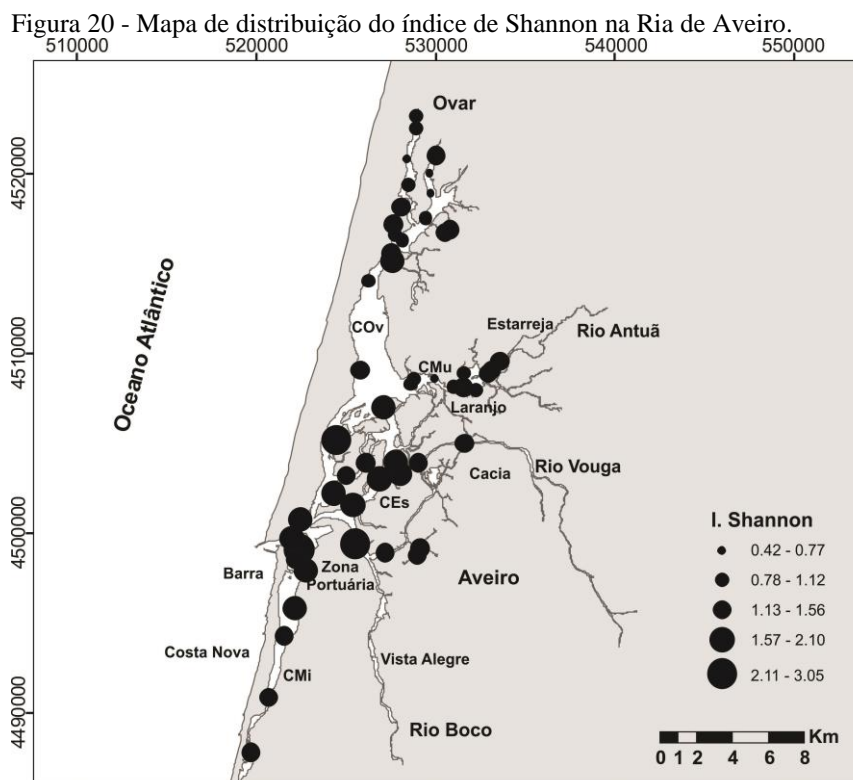 Figura 20 - Mapa de distribuição do índice de Shannon na Ria de Aveiro.
510000 520000 530000 540000 550000
Ovar
4520000
Oceano Atlântico
COv
Estarreja
Rio Antuã
4510000
CMu
Laranjo
Rio Vouga
Cacia
CEs
I. Shannon
0.42 - 0.77
4500000
Barra
Zona
Portuária
Aveiro
0.78 - 1.12
1.13 - 1.56
1.57 - 2.10
Costa Nova
Vista Alegre
2.11 - 3.05
CMi
4490000
Rio Boco
Km
0 1 2 4 6 8